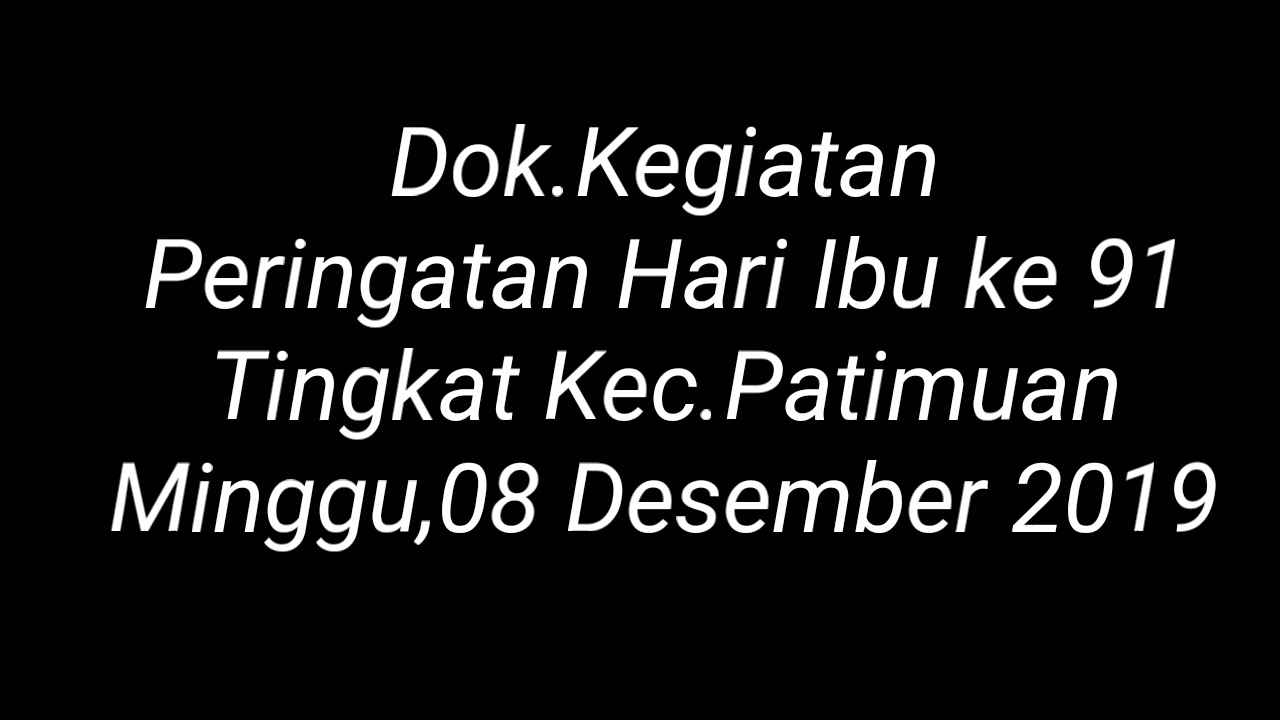 Dok.Kegiatan
Peringatan Hari Ibu ke 91
Tingkat Kec.Patimuan
Minggu,08 Desember 2019